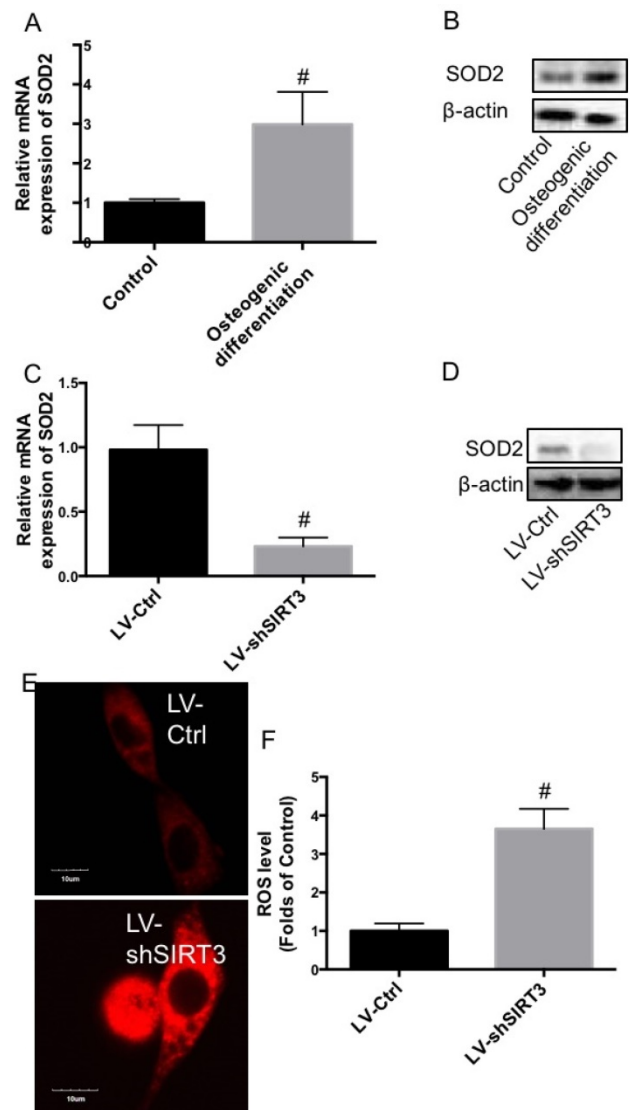 A
Relative mRNA
expression of SOD2
5
4
3
2
1
0
#
Control
Osteogenic
differentiation
B
SOD2
β-actin
Control
Osteogenic
differentiation
C
Relative mRNA
expression of SOD2
1.5
1.0
0.5
0.0
#
LV-Ctrl
LV-shSIRT3
D
SOD2
β-actin
LV-Ctrl
LV-shSIRT3
E
LV-
Ctrl
10um
LV-
shSIRT3
10um
F
ROS level
(Folds of Control)
5
4
3
2
1
0
#
LV-Ctrl
LV-shSIRT3